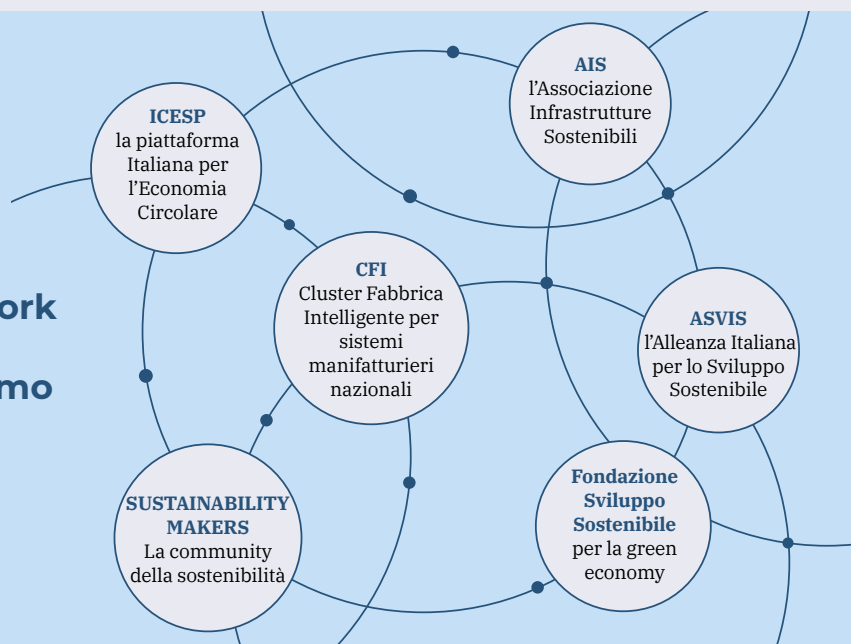 ork
mo
ICESP
la piattaforma
Italiana per
l’Economia
Circolare
AIS
l’Associazione
Infrastrutture
Sostenibili
CFI
Cluster Fabbrica
Intelligente per
sistemi
manifatturieri
nazionali
ASVIS
l’Alleanza Italiana
per lo Sviluppo
Sostenibile
SUSTAINABILITY
MAKERS
La community
della sostenibilità
Fondazione
Sviluppo
Sostenibile
per la green
economy